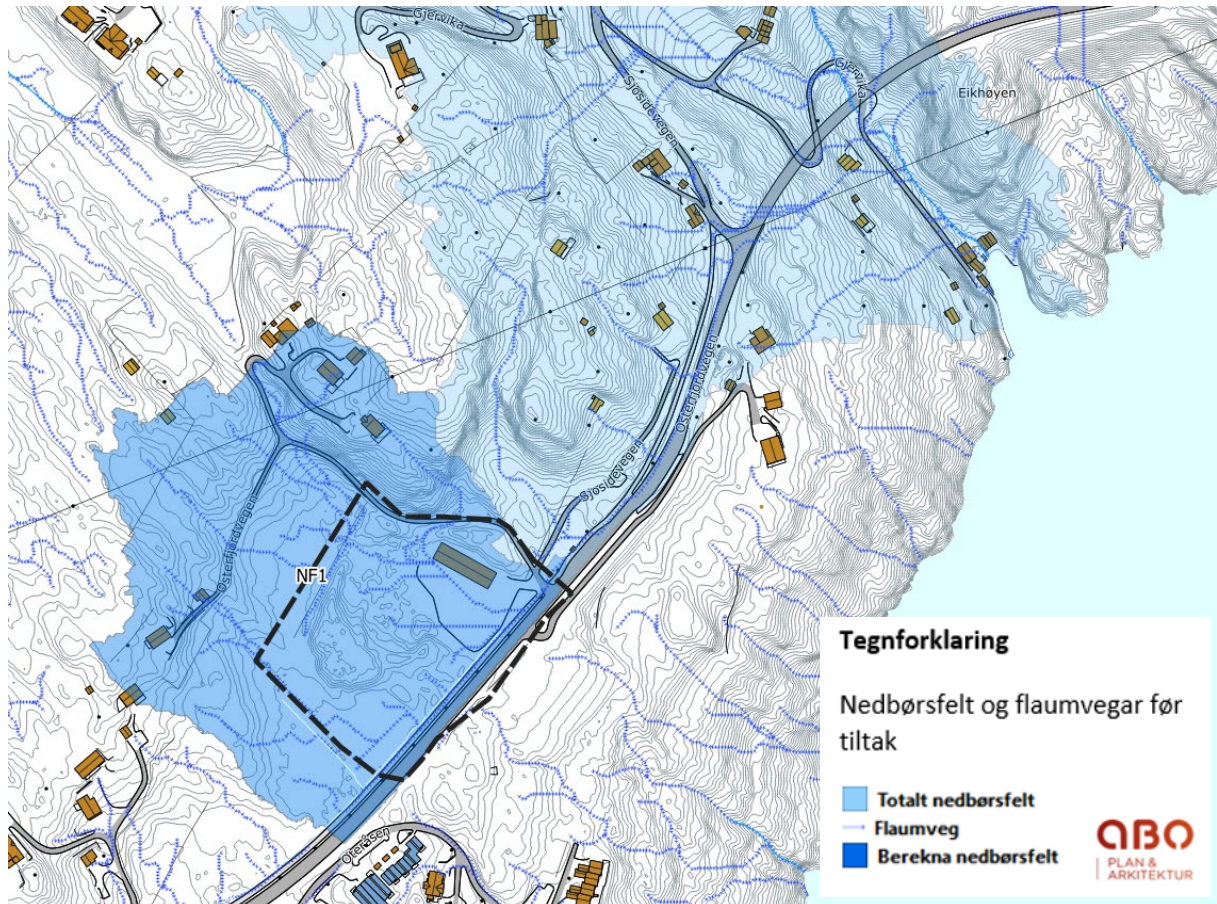 Gjervika
Sjøsidevegen
Gjervika
Eikhøyen
Osterfjordvegen
Sjøsidevegen
Osterfjordvegen
NF1
Oteråsen
Tegnforklaring
Nedbørsfelt og flaumvegar før
tiltak
Totalt nedbørsfelt
Flaumveg
Berekna nedbørsfelt
ABO
PLAN &
ARKITEKTUR